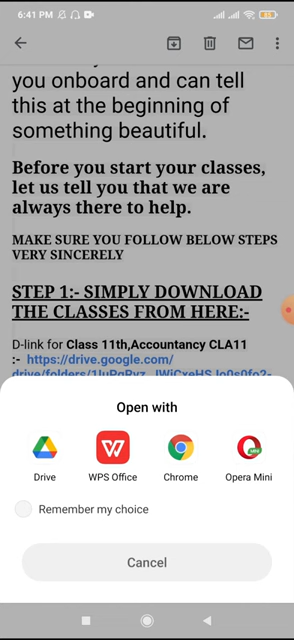 6:41 PM
you onboard and can tell
this at the beginning of
something beautiful.
Before you start your classes,
let us tell you that we are
always there to help.
MAKE SURE YOU FOLLOW BELOW STEPS
VERY SINCERELY
STEP 1:- SIMPLY DOWNLOAD
THE CLASSES FROM HERE:-
D-link for Class 11th,Accountancy CLA11
:- https://drive.google.com/
Open with
Drive
WPS Office
Chrome
Opera Mini
Remember my choice
Cancel